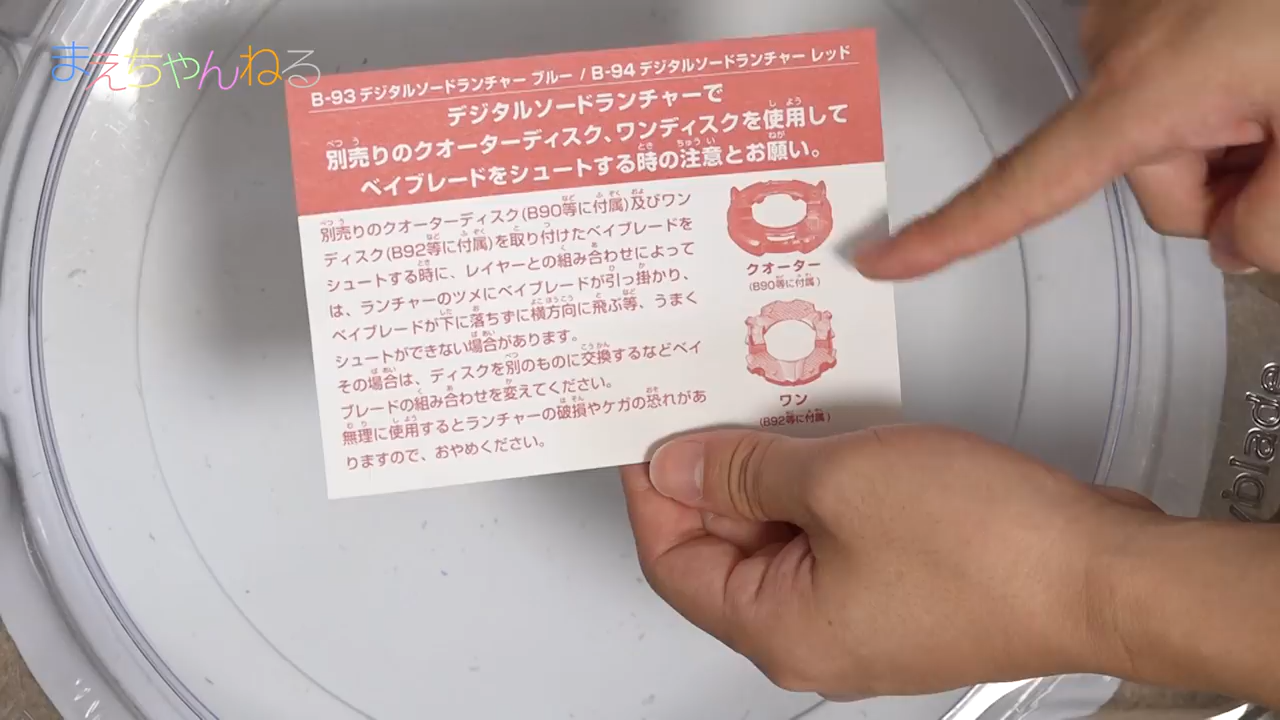 まえちゃんねる
B-93 デジタルソードランチャー ブルー / B-94 デジタルソードランチャー レッド
デジタルソードランチャーで
別売りのクオーターディスク、ワンディスクを使用して
ベイブレードをシュートする時の注意とお願い。
別売りのクオーターディスク(B90等に付属)及びワン
ディスク(B92等に付属)を取り付けたベイブレードを
シュートする時に、レイヤーとの組み合わせによって
は、ランチャーのツメにベイブレードが引っ掛かり、
ベイブレードが下に落ちずに横方向に飛ぶ等、うまく
シュートができない場合があります。
その場合は、ディスクを別のものに交換するなどベイ
ブレードの組み合わせを変えてください。
無理に使用するとランチャーの破損やケガの恐れがあ
りますので、おやめください。
クオーター
(B90等に付属)
ワン
(B92等に付属)
blade